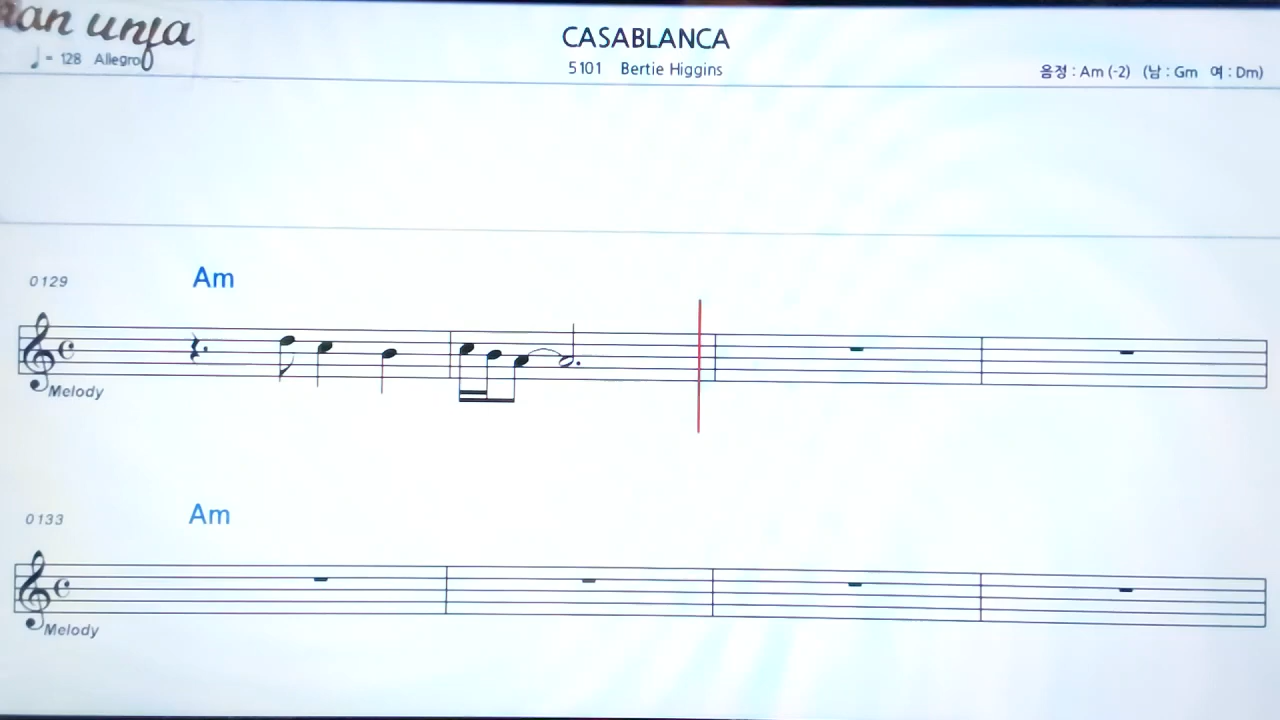 an unja
♩= 128 Allegro
CASABLANCA
5101 Bertie Higgins
음정 : Am (-2) (남 : Gm 여 : Dm)
0129
Am
Melody
0133
Am
Melody